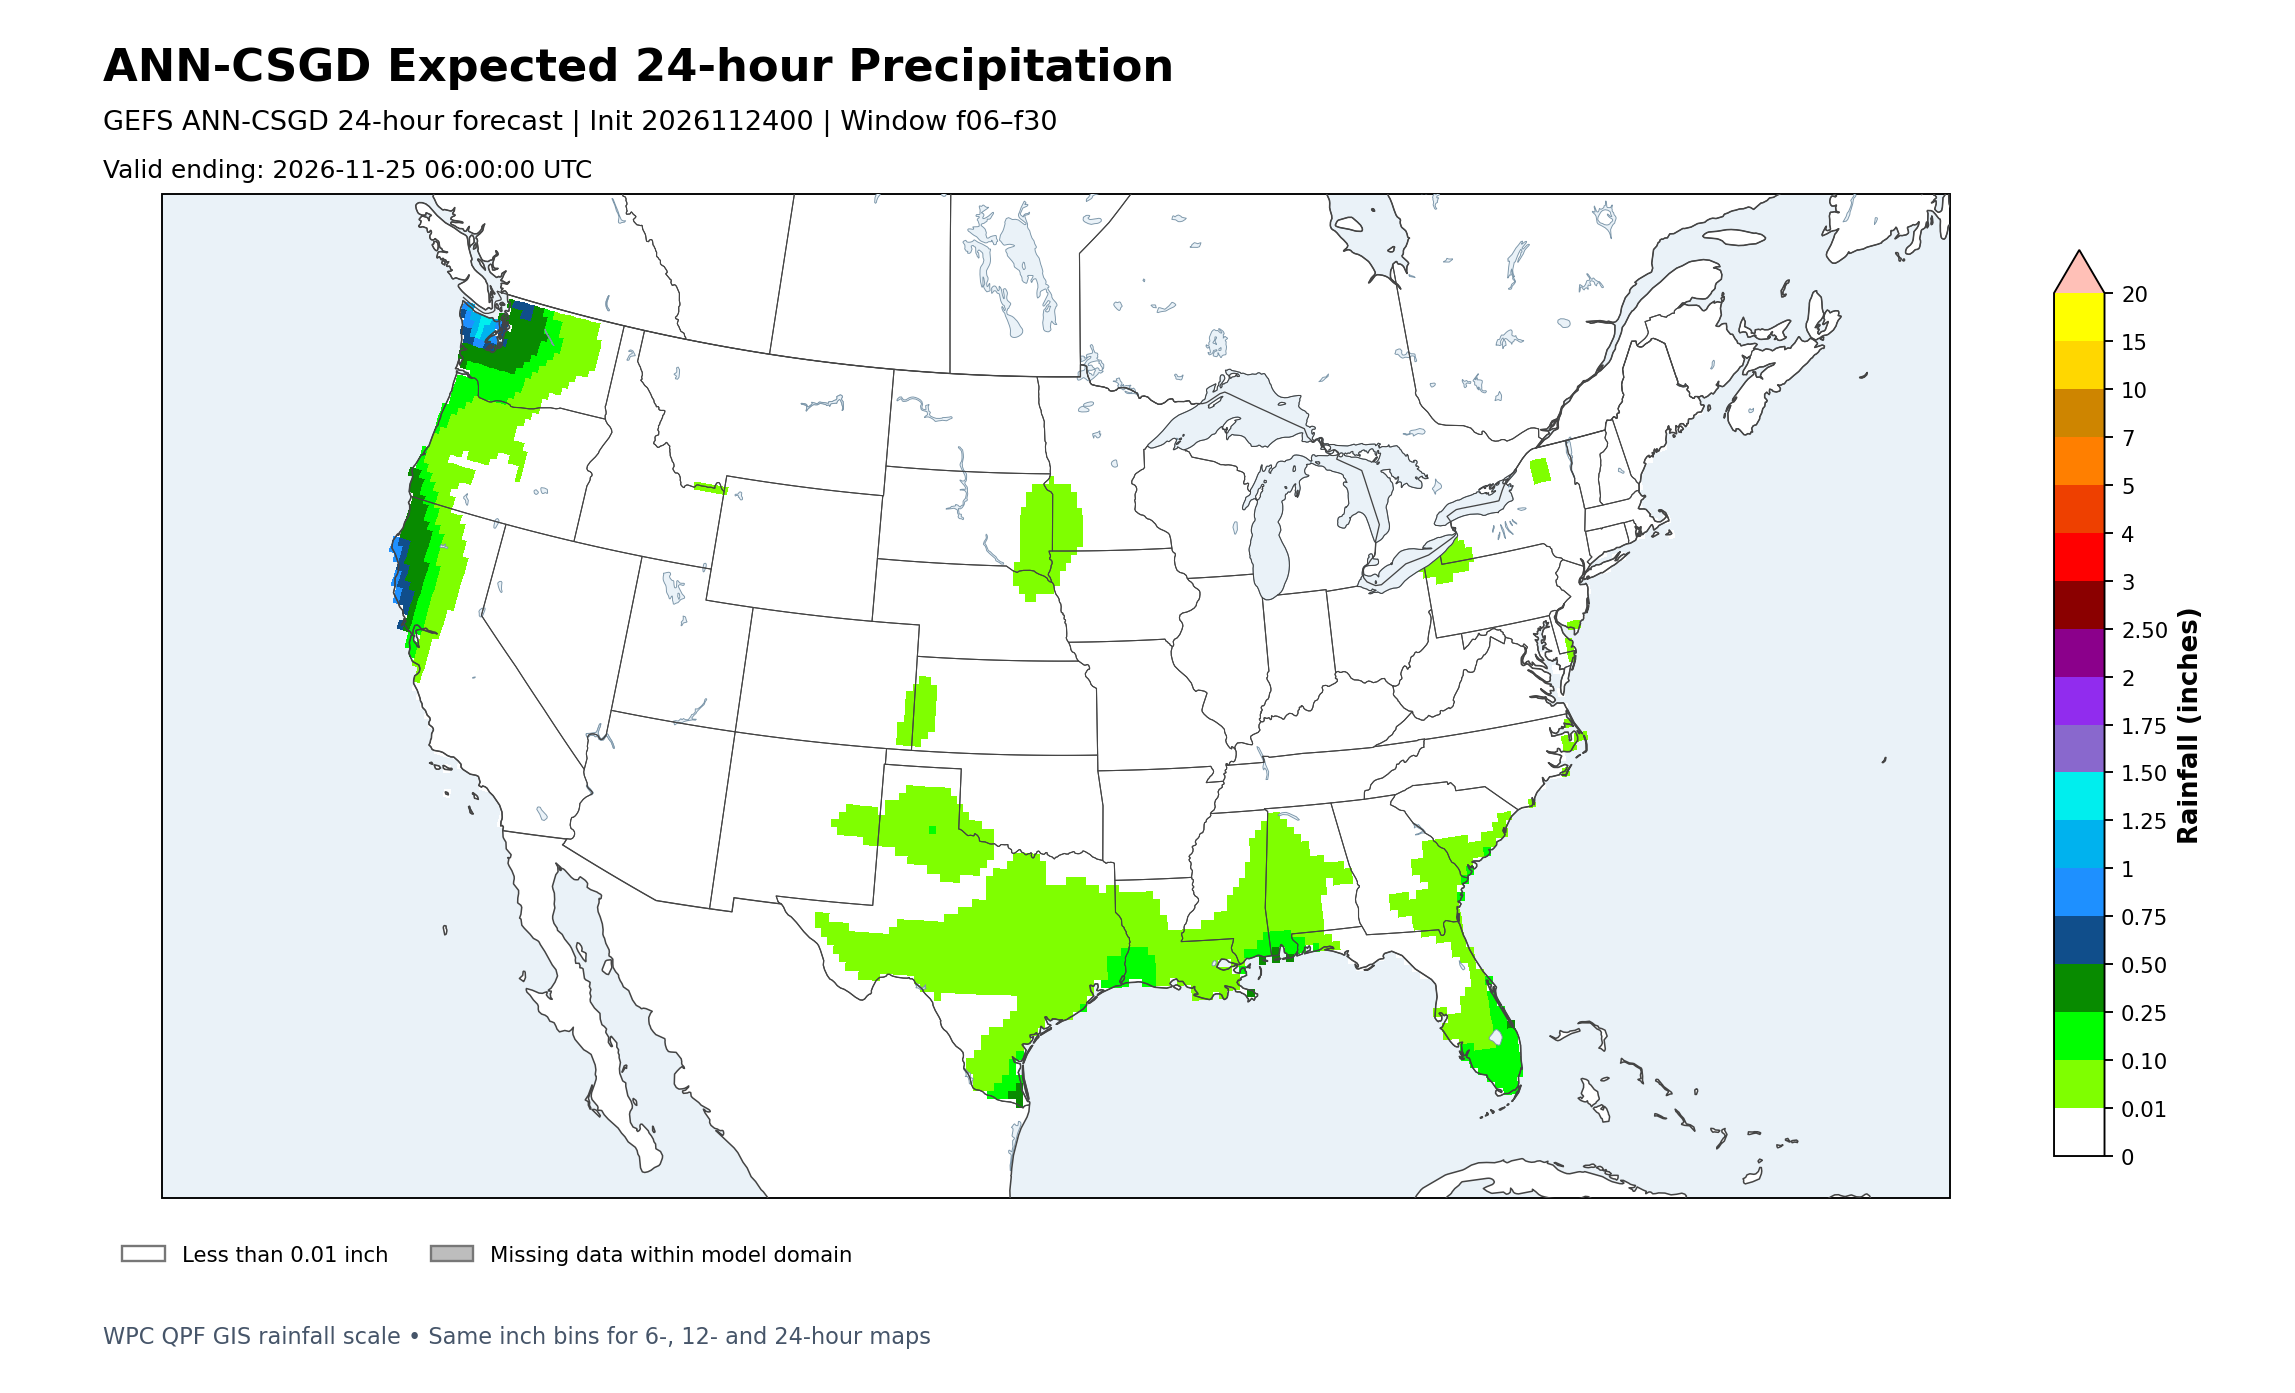 ANN-CSGD Expected 24-hour Precipitation
GEFS ANN-CSGD 24-hour forecast | Init 2026112400 | Window f06–f30
Valid ending: 2026-11-25 06:00:00 UTC
20
15
10
7
5
4
3
2.50
2
1.75
1.50
1.25
1
0.75
0.50
0.25
0.10
0.01
0
Rainfall (inches)
Less than 0.01 inch
Missing data within model domain
WPC QPF GIS rainfall scale • Same inch bins for 6-, 12- and 24-hour maps